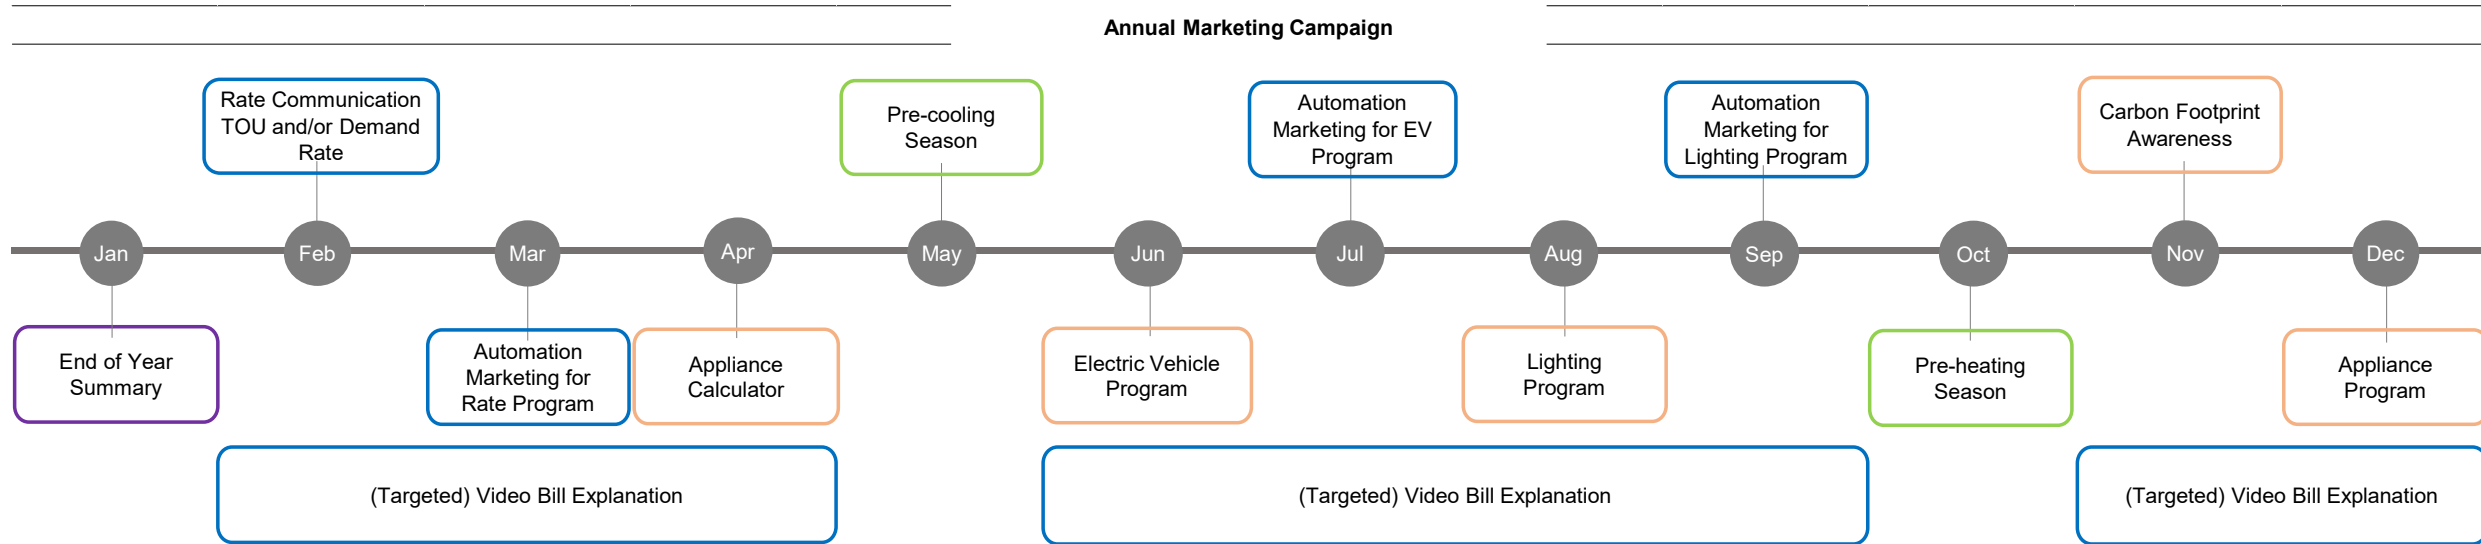 Annual Marketing Campaign
Rate Communication
TOU and/or Demand
Rate
Pre-cooling
Season
Automation
Marketing for EV
Program
Automation
Marketing for
Lighting Program
Carbon Footprint
Awareness
Jan
Feb
Mar
Apr
May
Jun
Jul
Aug
Sep
Oct
Nov
Dec
End of Year
Summary
Automation
Marketing for
Rate Program
Appliance
Calculator
Electric Vehicle
Program
Lighting
Program
Pre-heating
Season
Appliance
Program
(Targeted) Video Bill Explanation
(Targeted) Video Bill Explanation
(Targeted) Video Bill Explanation